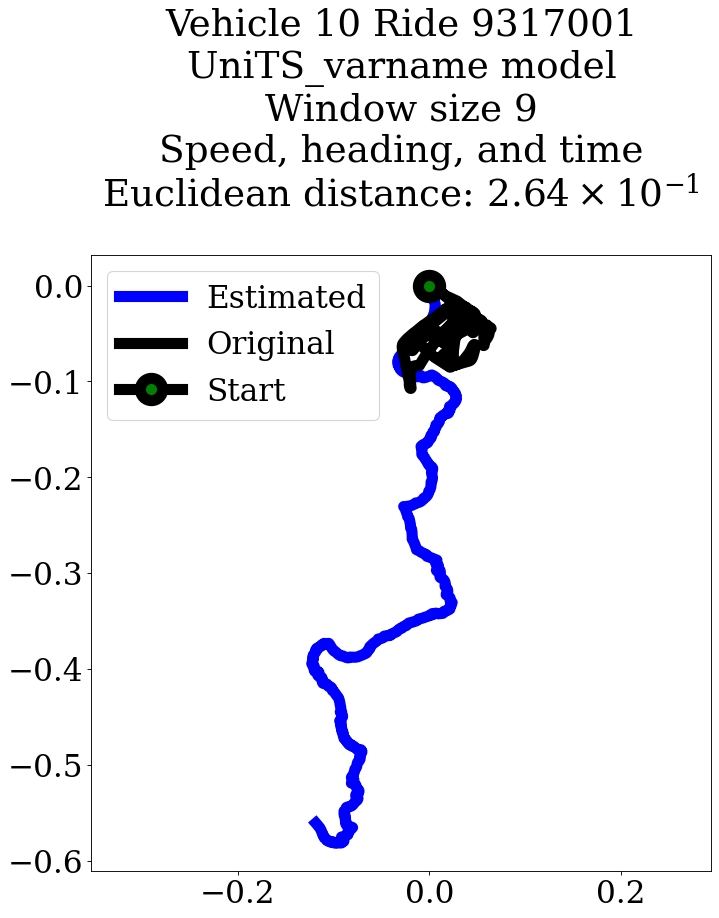 Vehicle 10 Ride 9317001
UniTS_varname model
Window size 9
Speed, heading, and time
Euclidean distance: 2.64 × 10⁻¹
Estimated
Original
Start
0.0
−0.1
−0.2
−0.3
−0.4
−0.5
−0.6
−0.2 0.0 0.2